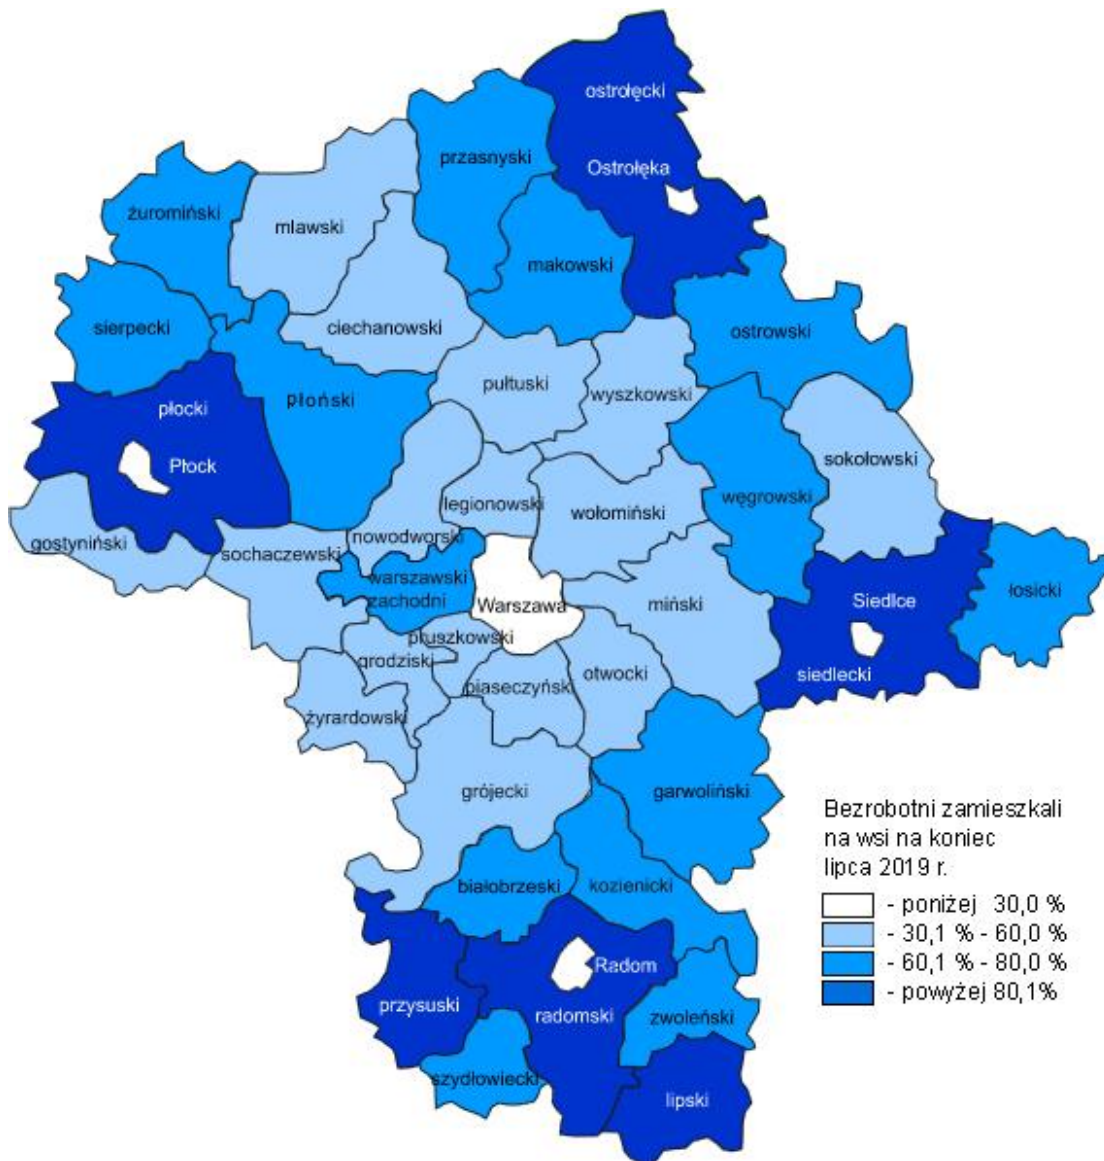 ostrołęcki
przasnyski
Ostrołęka
żuromiński
mlawski
makowski
sierpecki
ciechanowski
ostrowski
pułtuski
wyszkowski
płocki
płoński
sokołowski
Płock
legionowski
węgrowski
wołomiński
gostyniński
sochaczewski
nowodworski
warszawski
zachodni
Warszawa
miński
Siedlce
łosicki
pruszkowski
grodziski
piaseczyński
otwocki
siedlecki
żyrardowski
grójecki
garwoliński
Bezrobotni zamieszkali
na wsi na koniec
lipca 2019 r.
- poniżej 30,0 %
- 30,1 % - 60,0 %
- 60,1 % - 80,0 %
- powyżej 80,1%
białobrzeski
kozienicki
Radom
przysuski
radomski
zwoleński
szydłowiecki
lipski